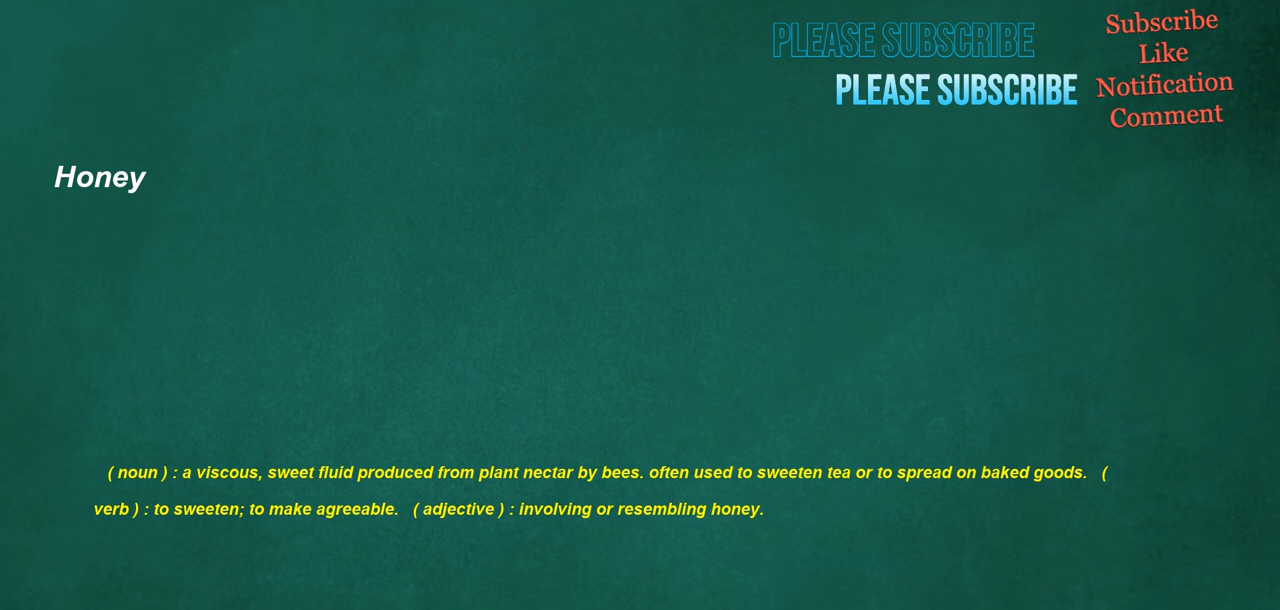 PLEASE SUBSCRIBE
PLEASE SUBSCRIBE
Subscribe
Like
Notification
Comment
Honey
( noun ) : a viscous, sweet fluid produced from plant nectar by bees. often used to sweeten tea or to spread on baked goods. (
verb ) : to sweeten; to make agreeable. ( adjective ) : involving or resembling honey.